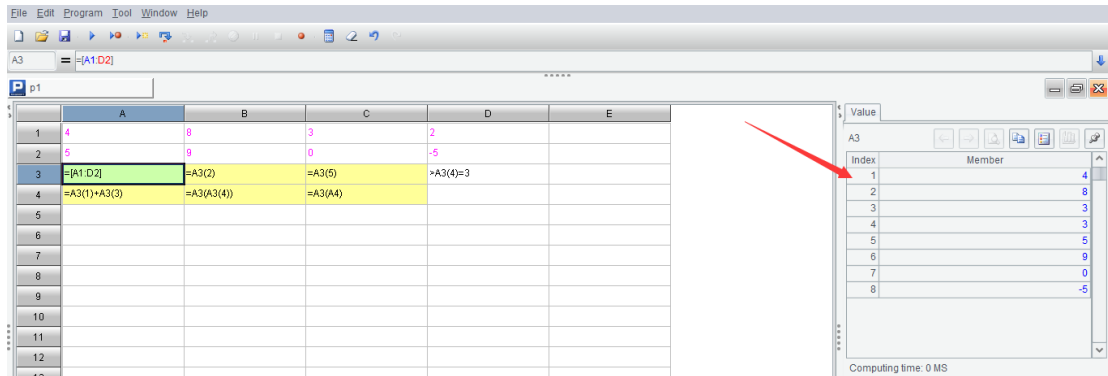 File Edit Program Tool Window Help
A3 = =[A1:D2]
p1
Value
A3
A B C D E
Index Member
1 4 8 3 2
2 5 9 0 -5
3 =[A1:D2] =A3(2) =A3(5) >A3(4)=3
4 =A3(1)+A3(3) =A3(A3(4)) =A3(A4)
5
6
7
8
9
10
11
12
1 4
2 8
3 3
4 3
5 5
6 9
7 0
8 -5
Computing time: 0 MS